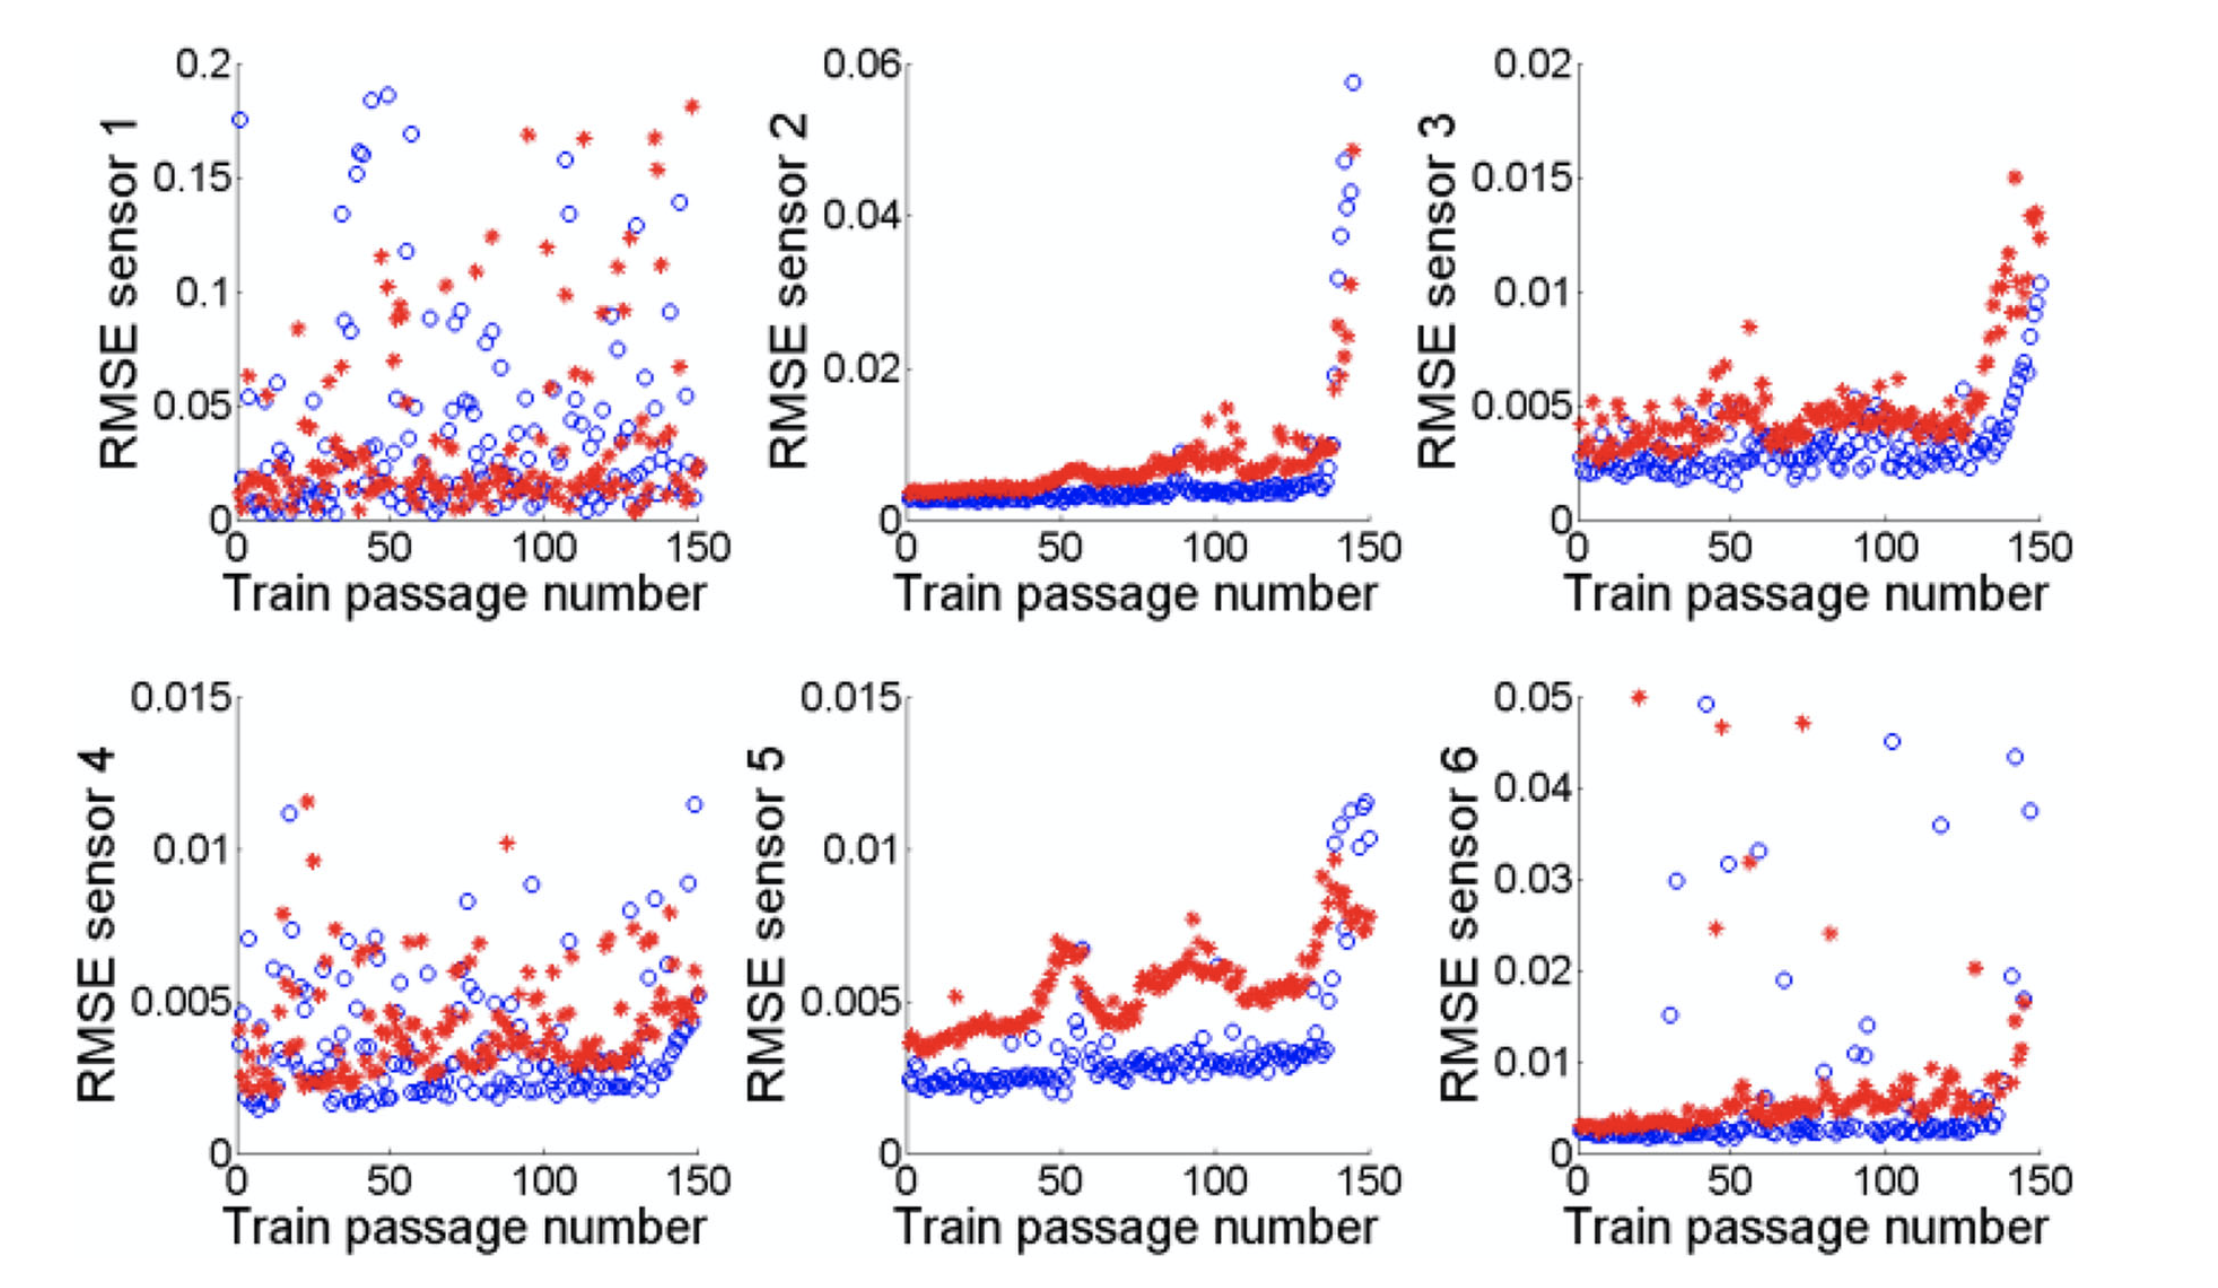 RMSE sensor 1
0.2
0.15
0.1
0.05
0
0 50 100 150
Train passage number
RMSE sensor 2
0.06
0.04
0.02
0
0 50 100 150
Train passage number
RMSE sensor 3
0.02
0.015
0.01
0.005
0
0 50 100 150
Train passage number
RMSE sensor 4
0.015
0.01
0.005
0
0 50 100 150
Train passage number
RMSE sensor 5
0.015
0.01
0.005
0
0 50 100 150
Train passage number
RMSE sensor 6
0.05
0.04
0.03
0.02
0.01
0
0 50 100 150
Train passage number